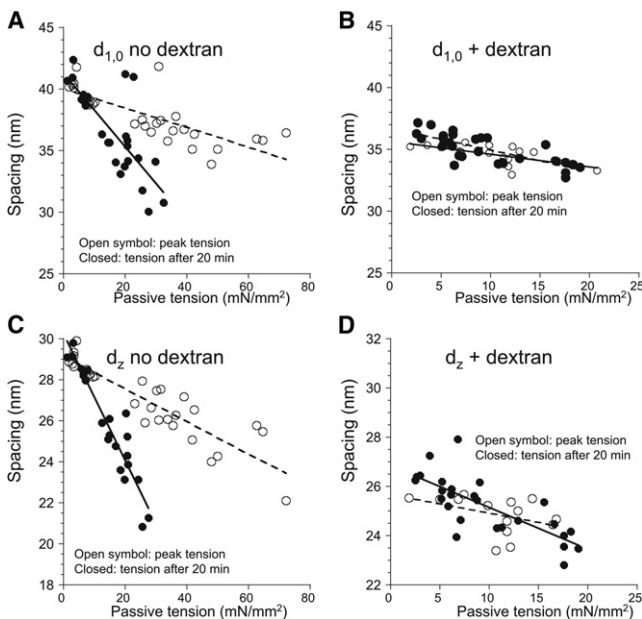 A
d1,0 no dextran
45
40
35
30
25
Spacing (nm)
Open symbol: peak tension
Closed: tension after 20 min
0 20 40 60 80
Passive tension (mN/mm²)
B
d1,0 + dextran
45
40
35
30
25
Spacing (nm)
Open symbol: peak tension
Closed: tension after 20 min
0 5 10 15 20 25
Passive tension (mN/mm²)
C
dz no dextran
30
28
26
24
22
20
18
Spacing (nm)
Open symbol: peak tension
Closed: tension after 20 min
0 20 40 60 80
Passive tension (mN/mm²)
D
dz + dextran
32
30
28
26
24
22
Spacing (nm)
Open symbol: peak tension
Closed: tension after 20 min
0 5 10 15 20 25
Passive tension (mN/mm²)